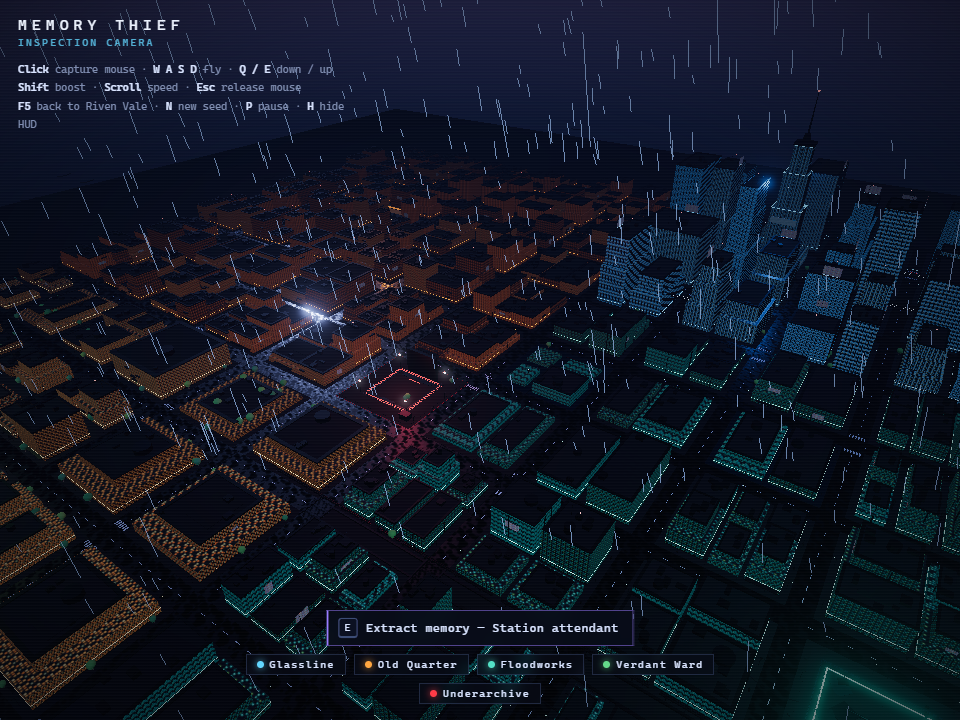 MEMORY THIEF
INSPECTION CAMERA
Click capture mouse · W A S D fly · Q / E down / up
Shift boost · Scroll speed · Esc release mouse
F5 back to Riven Vale · N new seed · P pause · H hide
HUD
E Extract memory — Station attendant
Glassline Old Quarter Floodworks Verdant Ward
Underarchive